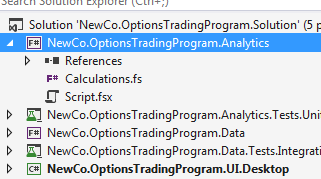 Search Solution Explorer (Ctrl+;)
Solution 'NewCo.OptionsTradingProgram.Solution' (5 p
F# NewCo.OptionsTradingProgram.Analytics
References
Calculations.fs
Script.fsx
NewCo.OptionsTradingProgram.Analytics.Tests.Uni
F# NewCo.OptionsTradingProgram.Data
NewCo.OptionsTradingProgram.Data.Tests.Integrati
C# NewCo.OptionsTradingProgram.UI.Desktop